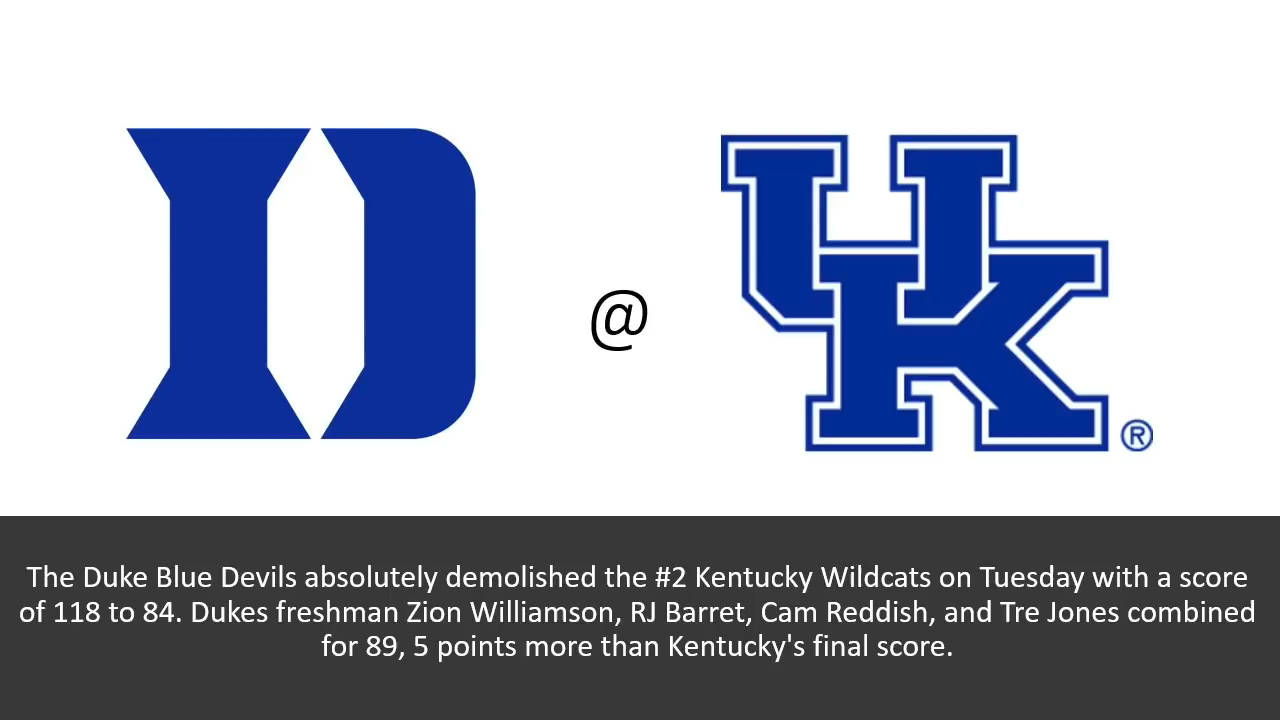 D
@
UK
®
The Duke Blue Devils absolutely demolished the #2 Kentucky Wildcats on Tuesday with a score
of 118 to 84. Dukes freshman Zion Williamson, RJ Barret, Cam Reddish, and Tre Jones combined
for 89, 5 points more than Kentucky's final score.